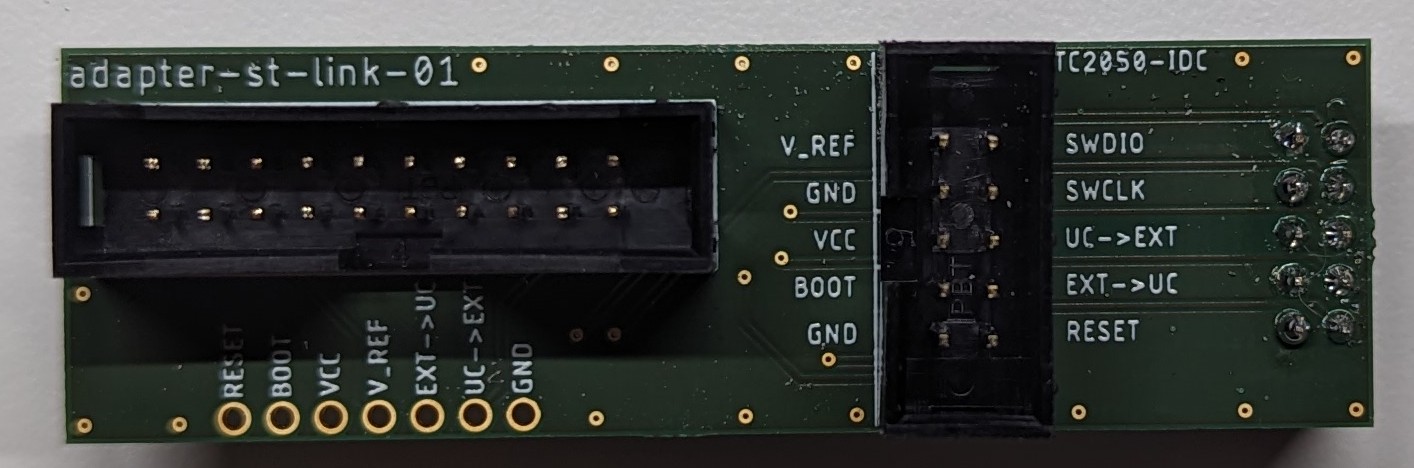 adapter-st-link-01
TC2050-IDC
V_REF
GND
VCC
BOOT
GND
SWDIO
SWCLK
UC->EXT
EXT->UC
RESET
PBT
RESET
BOOT
VCC
V_REF
EXT->UC
UC->EXT
GND